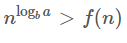 n^{\log_b a} > f(n)